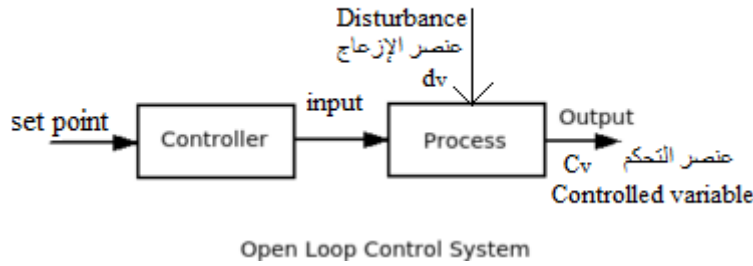 Disturbance
عنصر الإزعاج
dv
set point
Controller
input
Process
Output
Cv
عنصر التحكم
Controlled variable
Open Loop Control System